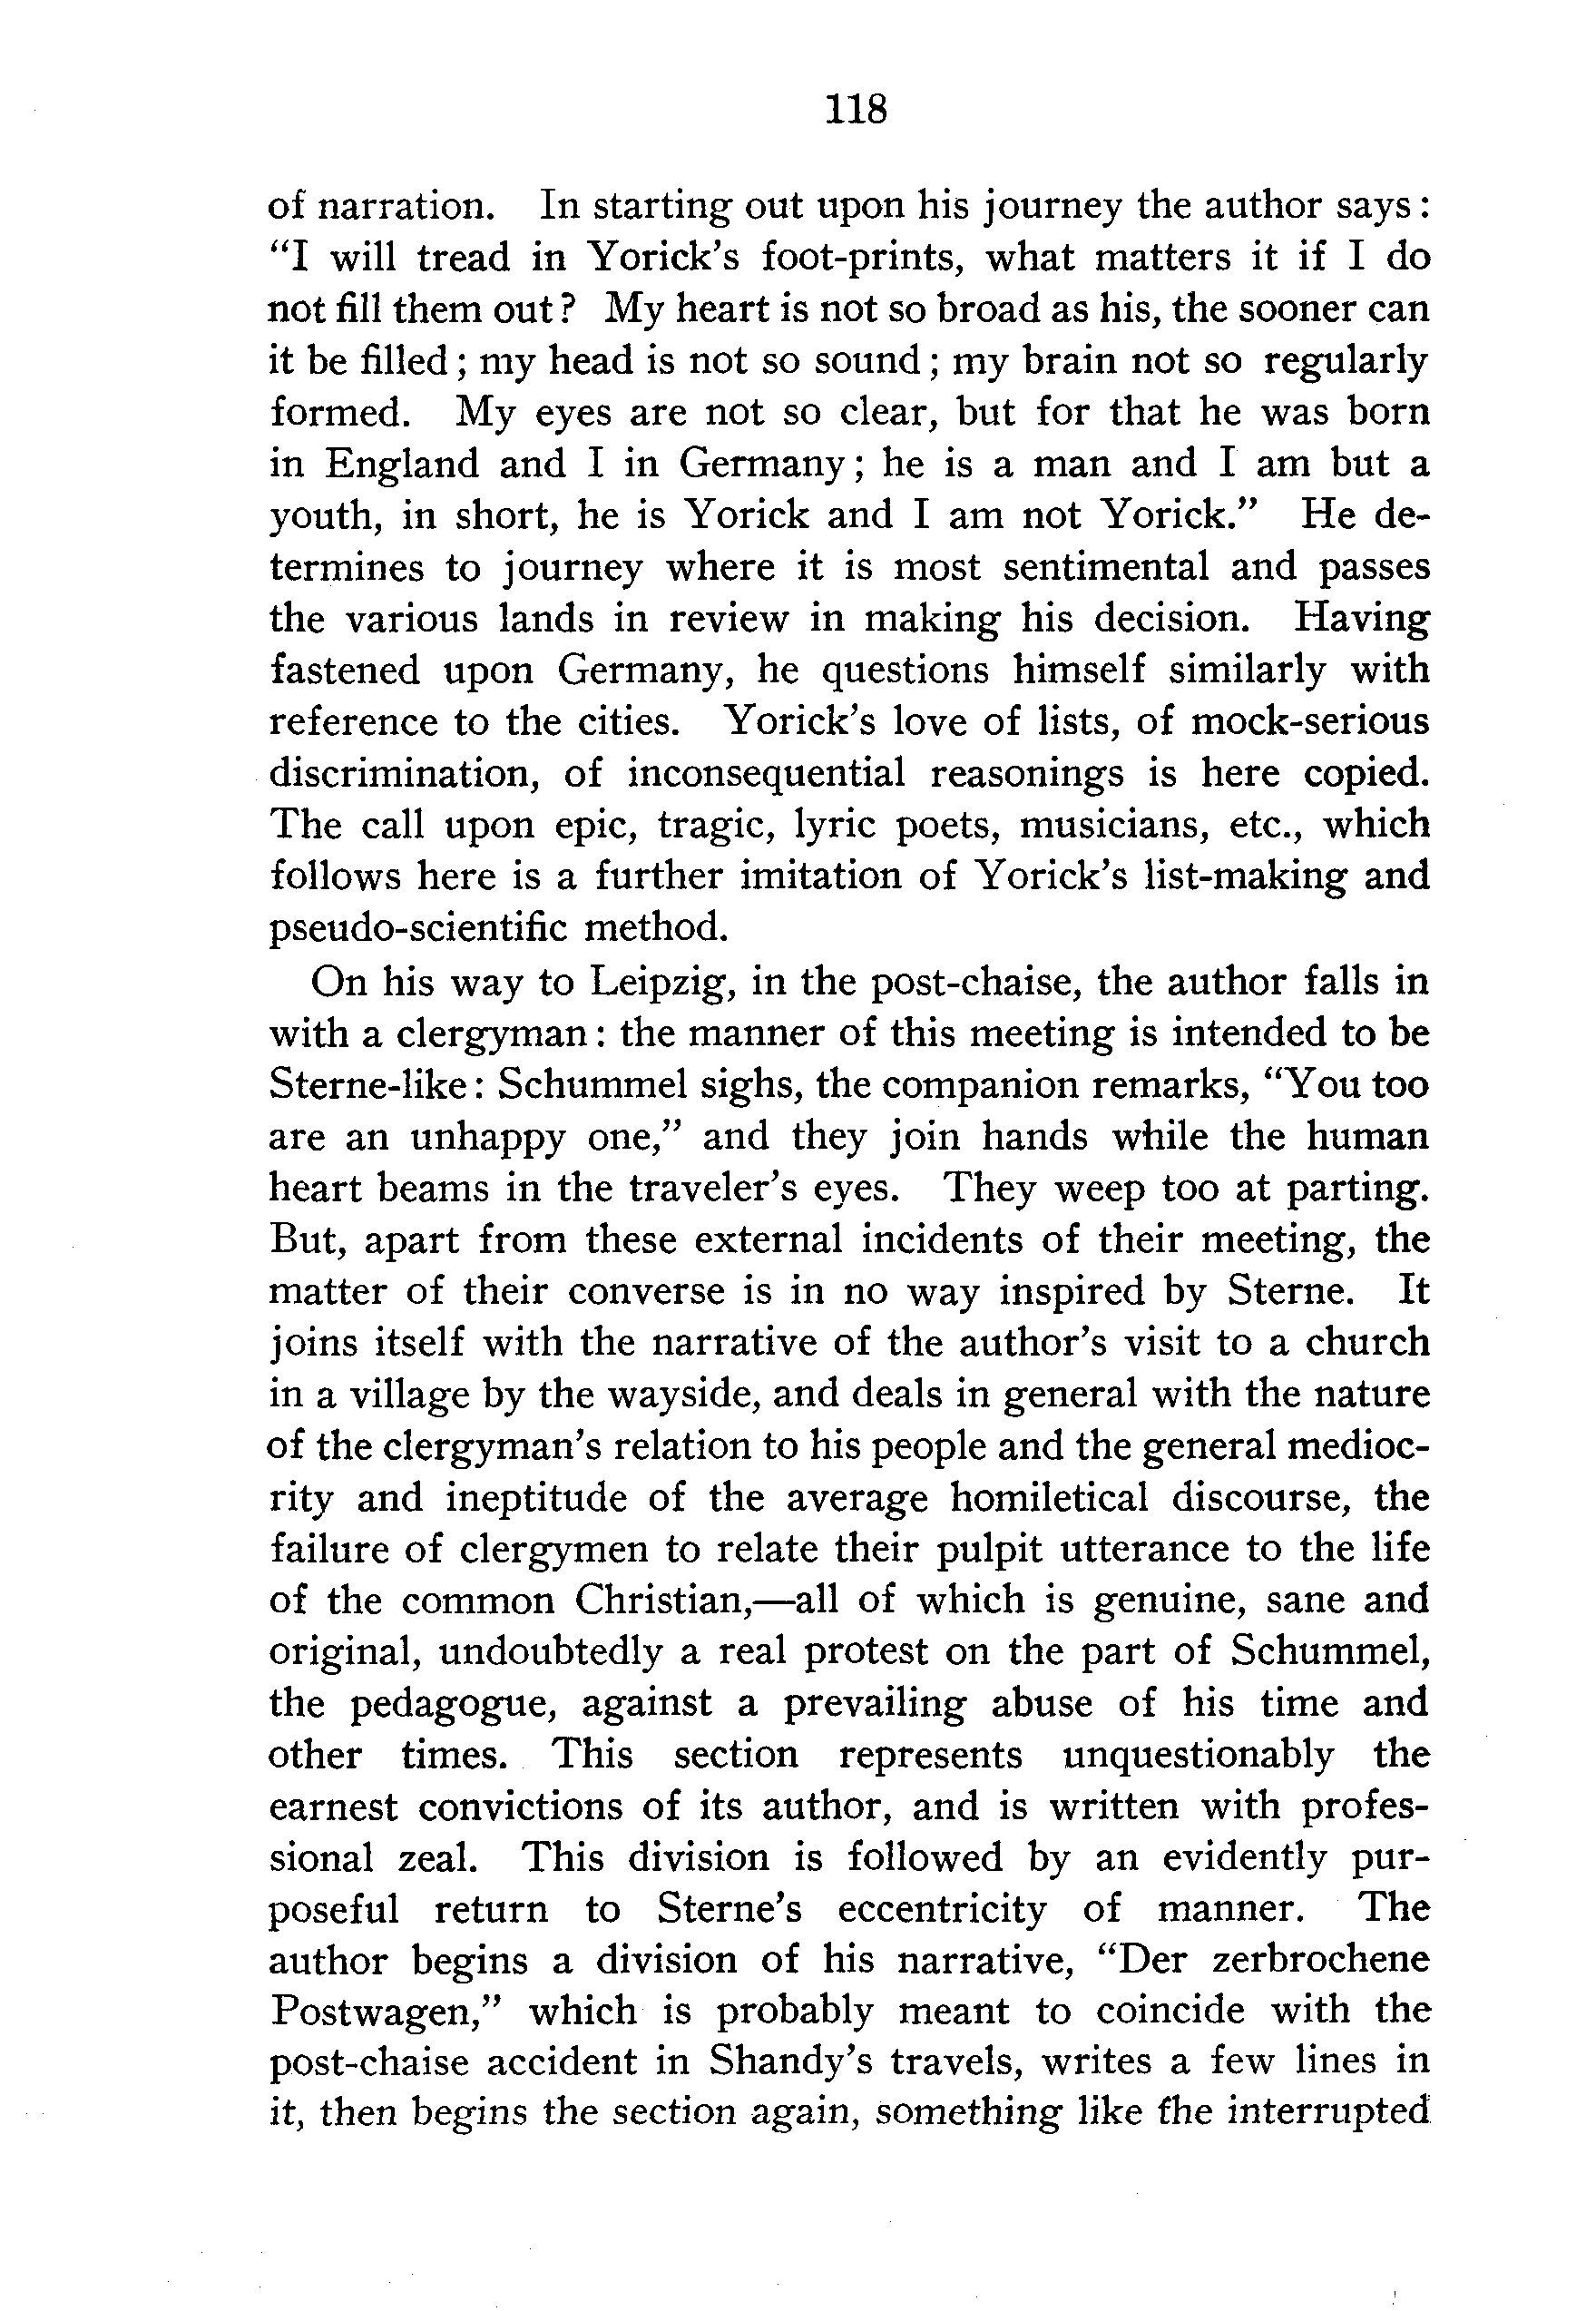 118
of narration. In starting out upon his journey the author says:
“I will tread in Yorick’s foot-prints, what matters it if I do
not fill them out? My heart is not so broad as his, the sooner can
it be filled; my head is not so sound; my brain not so regularly
formed. My eyes are not so clear, but for that he was born
in England and I in Germany; he is a man and I am but a
youth, in short, he is Yorick and I am not Yorick.” He de-
termines to journey where it is most sentimental and passes
the various lands in review in making his decision. Having
fastened upon Germany, he questions himself similarly with
reference to the cities. Yorick’s love of lists, of mock-serious
discrimination, of inconsequential reasonings is here copied.
The call upon epic, tragic, lyric poets, musicians, etc., which
follows here is a further imitation of Yorick’s list-making and
pseudo-scientific method.
On his way to Leipzig, in the post-chaise, the author falls in
with a clergyman: the manner of this meeting is intended to be
Sterne-like: Schummel sighs, the companion remarks, “You too
are an unhappy one,” and they join hands while the human
heart beams in the traveler’s eyes. They weep too at parting.
But, apart from these external incidents of their meeting, the
matter of their converse is in no way inspired by Sterne. It
joins itself with the narrative of the author’s visit to a church
in a village by the wayside, and deals in general with the nature
of the clergyman’s relation to his people and the general medioc-
rity and ineptitude of the average homiletical discourse, the
failure of clergymen to relate their pulpit utterance to the life
of the common Christian,—all of which is genuine, sane and
original, undoubtedly a real protest on the part of Schummel,
the pedagogue, against a prevailing abuse of his time and
other times. This section represents unquestionably the
earnest convictions of its author, and is written with profes-
sional zeal. This division is followed by an evidently pur-
poseful return to Sterne’s eccentricity of manner. The
author begins a division of his narrative, “Der zerbrochene
Postwagen,” which is probably meant to coincide with the
post-chaise accident in Shandy’s travels, writes a few lines in
it, then begins the section again, something like the interrupted